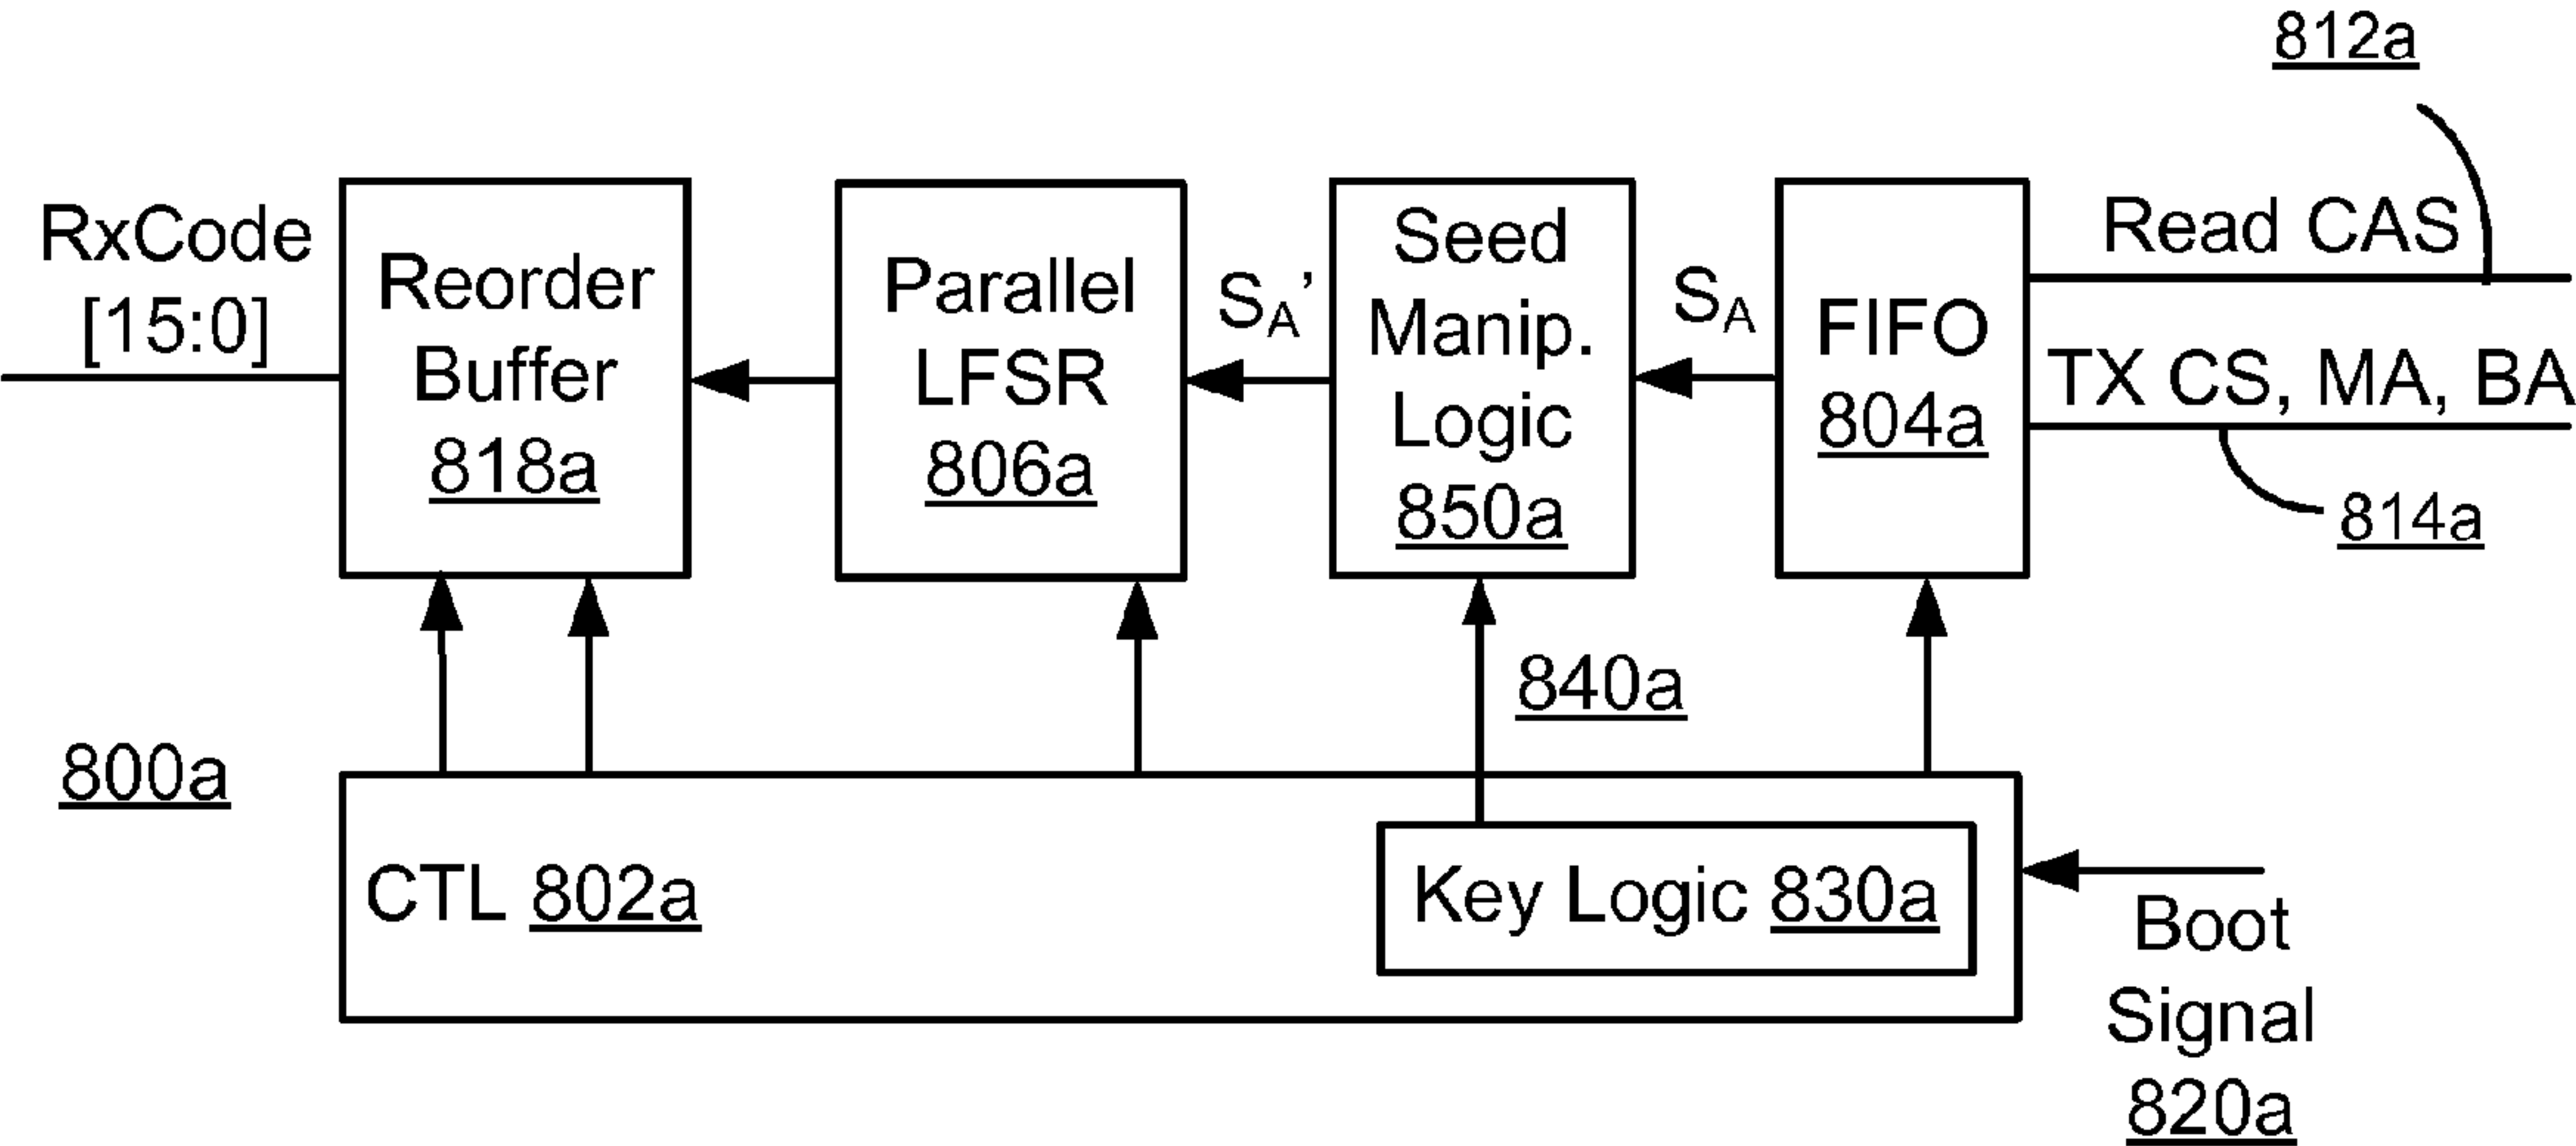 812a
RxCode
[15:0]
Reorder
Buffer
818a
Parallel
LFSR
806a
SA’
Seed
Manip.
Logic
850a
SA
FIFO
804a
Read CAS
TX CS, MA, BA
814a
840a
800a
CTL 802a
Key Logic 830a
Boot
Signal
820a